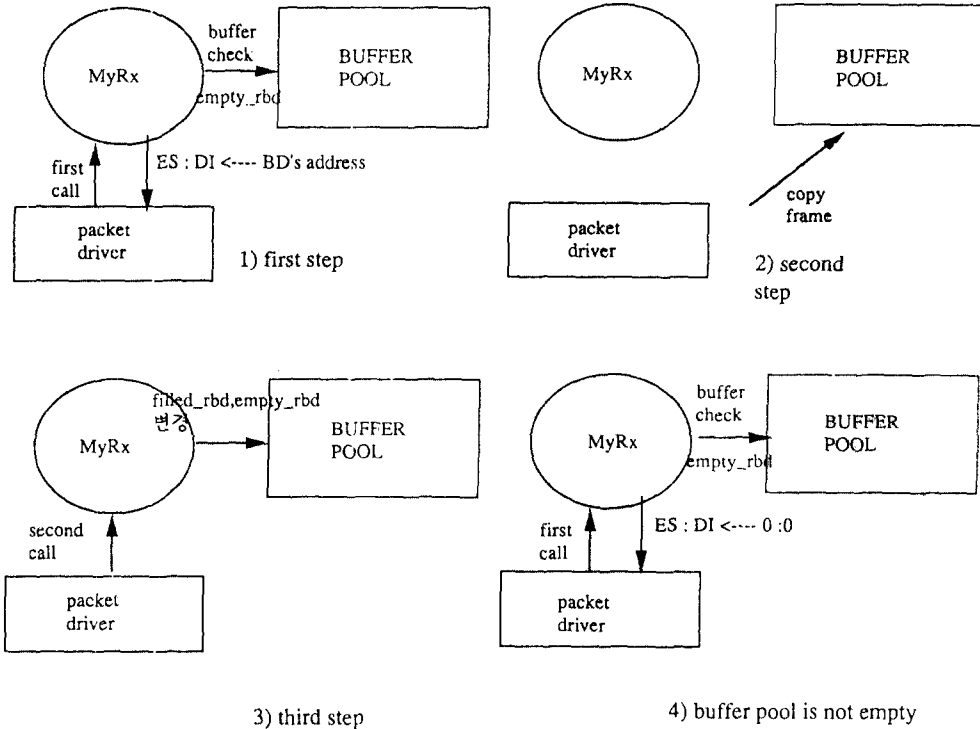 MyRx
buffer
check
empty_rbd
BUFFER
POOL
first
call
ES : DI <---- BD's address
packet
driver
1) first step
MyRx
BUFFER
POOL
copy
frame
packet
driver
2) second
step
filled_rbd,empty_rbd
변경
MyRx
BUFFER
POOL
second
call
packet
driver
3) third step
MyRx
buffer
check
empty_rbd
BUFFER
POOL
first
call
ES : DI <---- 0 :0
packet
driver
4) buffer pool is not empty